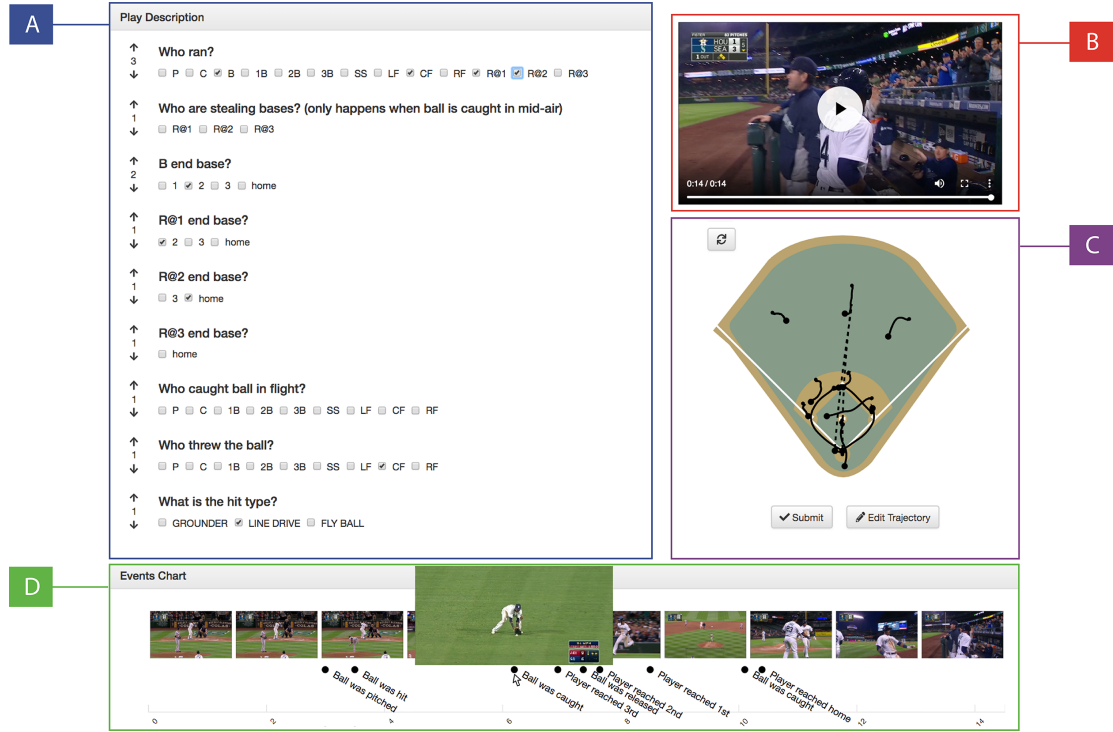 A
Play Description
3
Who ran?
P C B 1B 2B 3B SS LF CF RF R@1 R@2 R@3
1
Who are stealing bases? (only happens when ball is caught in mid-air)
R@1 R@2 R@3
2
B end base?
1 2 3 home
1
R@1 end base?
2 3 home
1
R@2 end base?
3 home
1
R@3 end base?
home
1
Who caught ball in flight?
P C 1B 2B 3B SS LF CF RF
1
Who threw the ball?
P C 1B 2B 3B SS LF CF RF
1
What is the hit type?
GROUNDER LINE DRIVE FLY BALL
B
HOU 1
SEA 3
1 OUT
4
0:14 / 0:14
C
Submit Edit Trajectory
D
Events Chart
Ball was pitched
Ball was hit
Ball was caught
Player reached 3rd
Ball was released
Player reached 2nd
Player reached 1st
Ball was caught
Player reached home
0 2 4 6 8 10 12 14